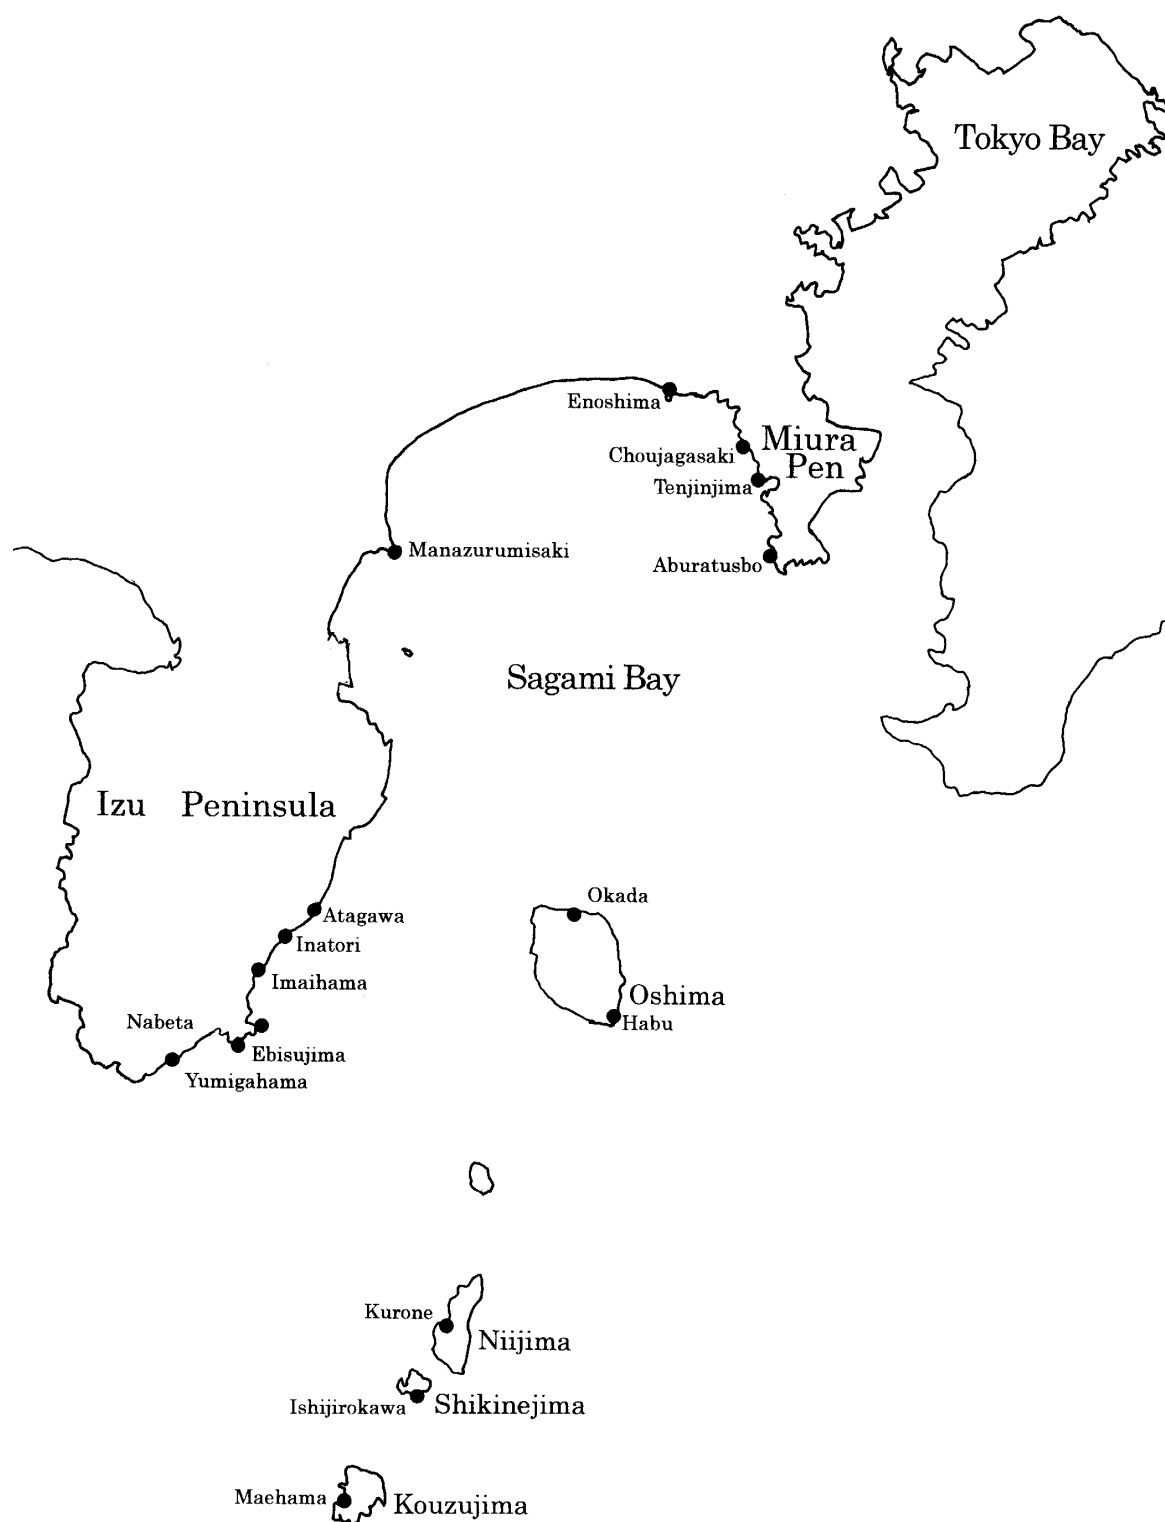 Tokyo Bay
Enoshima
Miura
Choujagasaki
Pen
Tenjinjima
Manazurumisaki
Aburatusbo
Sagami Bay
Izu Peninsula
Okada
Atagawa
Inatori
Imaihama
Oshima
Nabeta
Habu
Ebisujima
Yumigahama
Kurone
Niijima
Ishijirokawa
Shikinejima
Maehama
Kouzujima